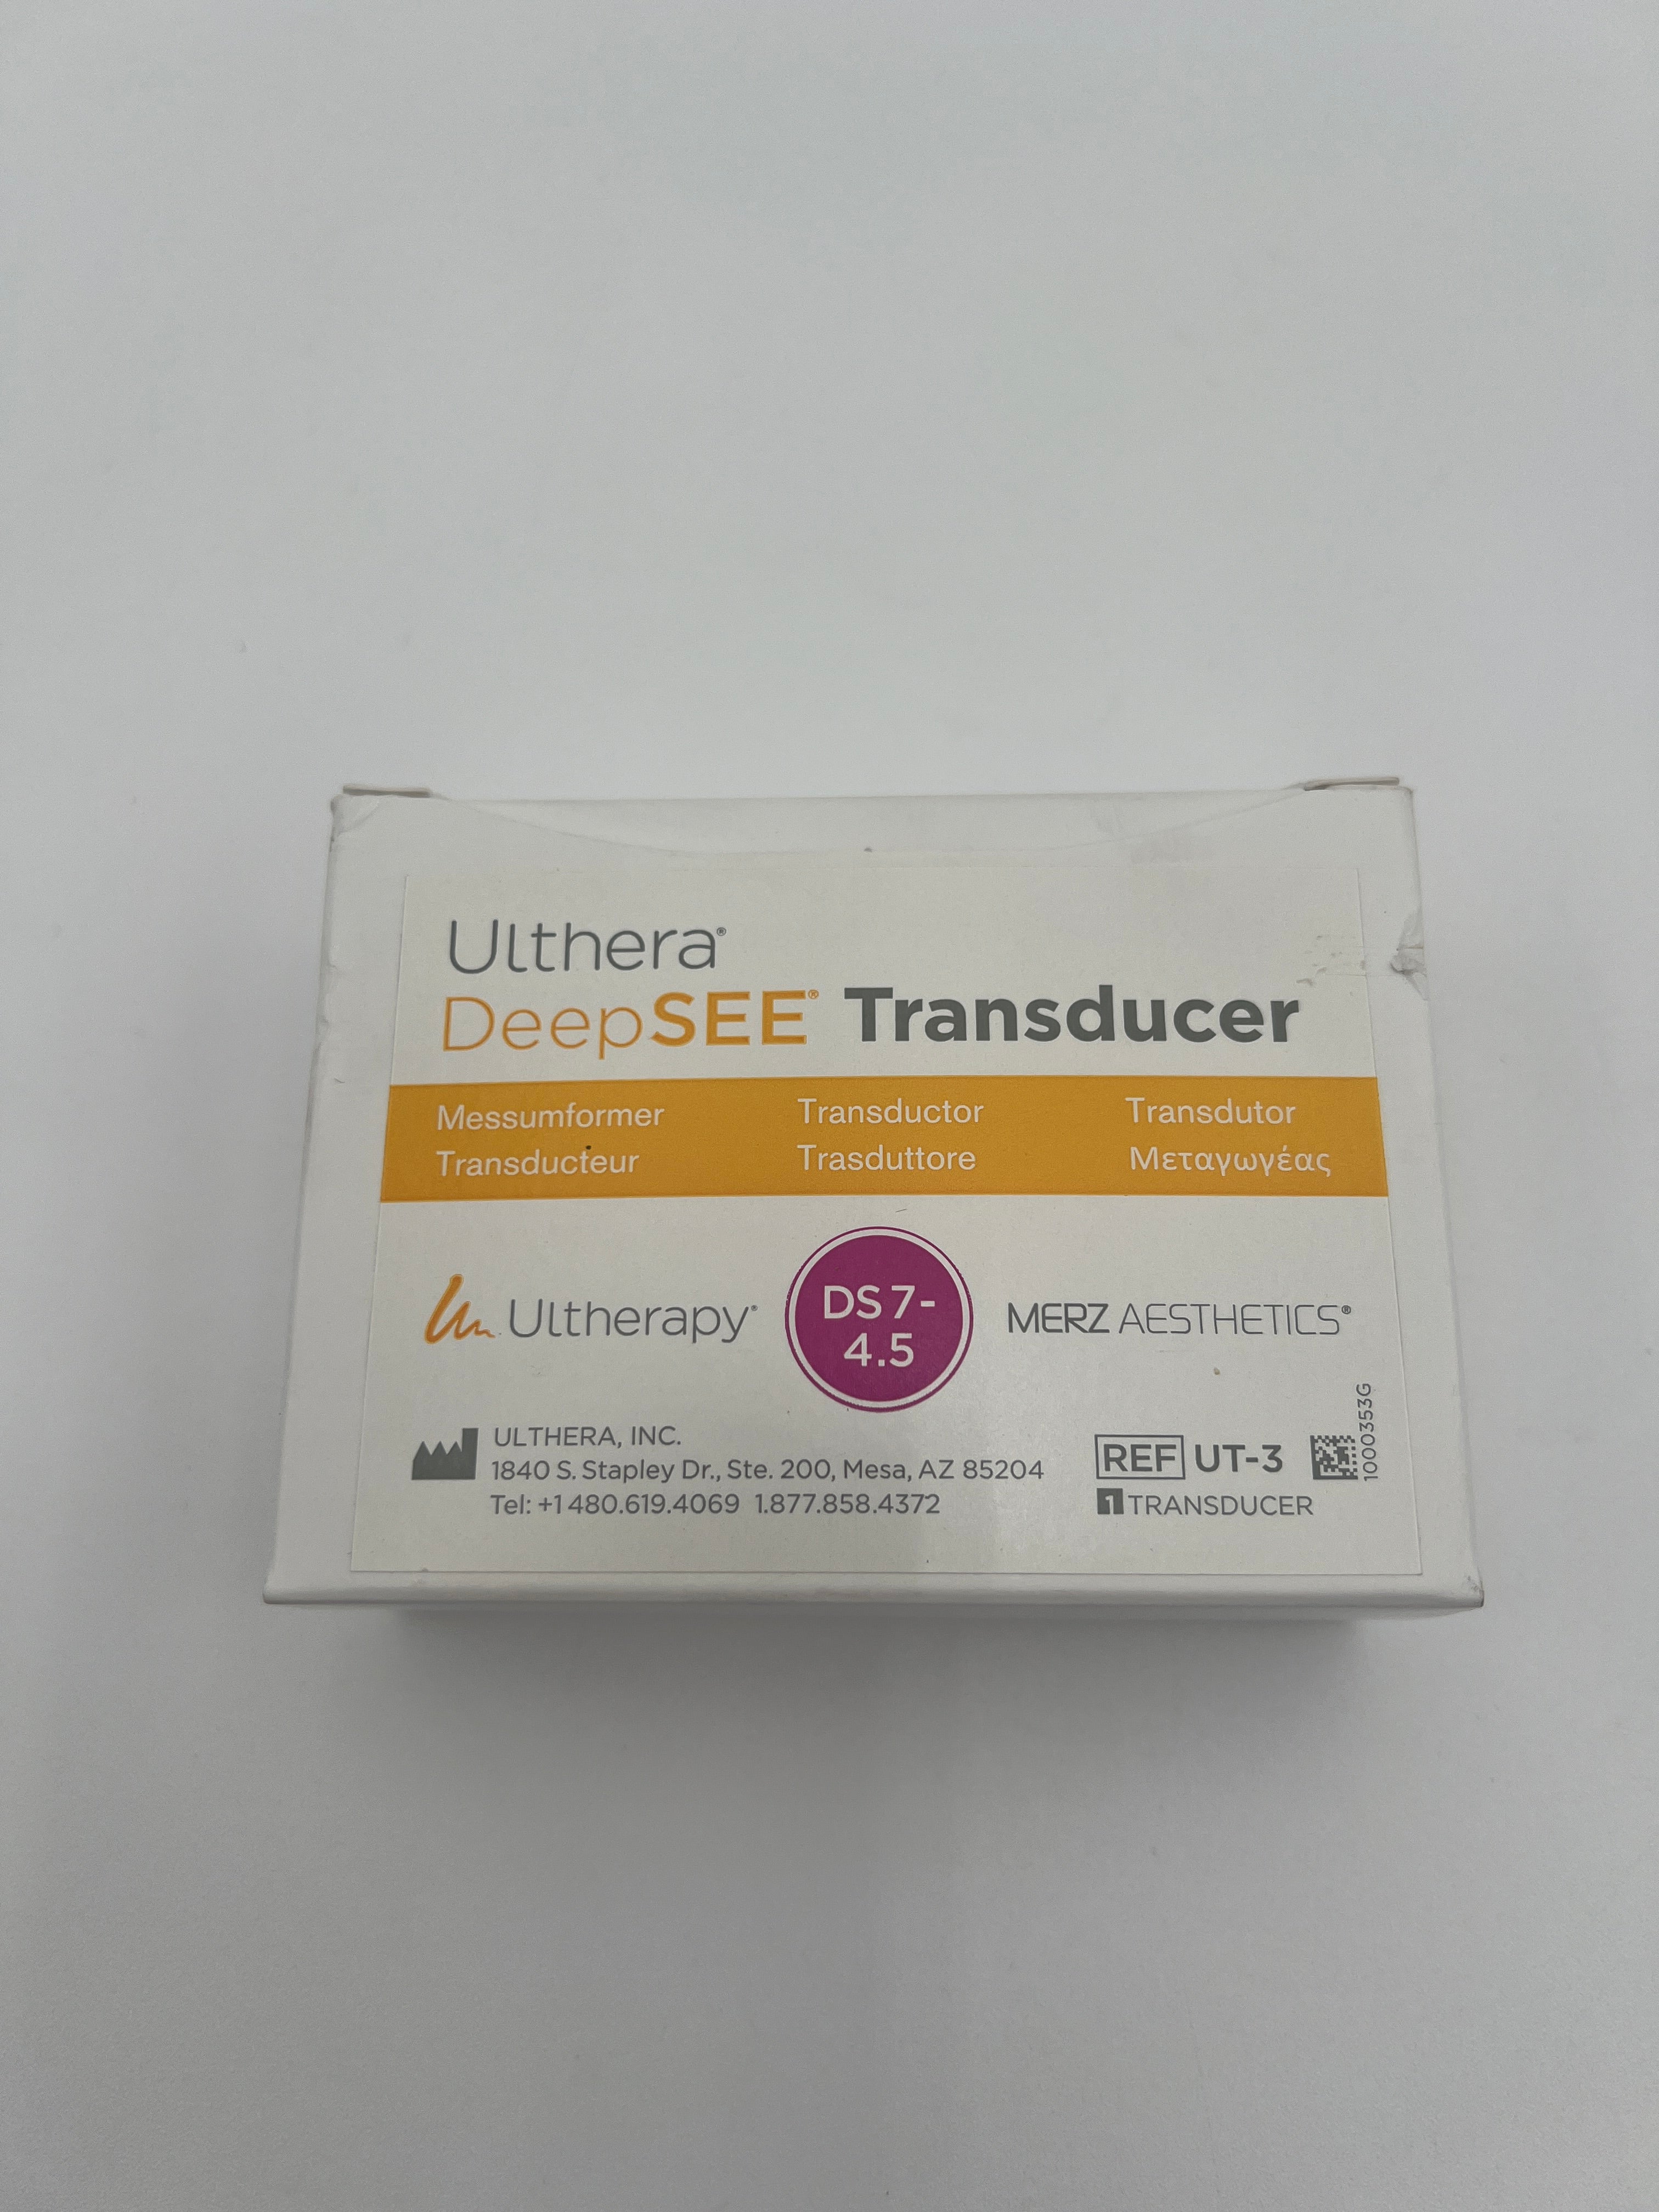 Ulthera®
DeepSEE® Transducer
Messumformer Transductor Transdutor
Transducteur Trasduttore Μεταγωγέας
Ultherapy®
DS 7-
4.5
MERZ AESTHETICS®
ULTHERA, INC.
1840 S. Stapley Dr., Ste. 200, Mesa, AZ 85204
Tel: +1 480.619.4069 1.877.858.4372
REF UT-3
1 TRANSDUCER
1000353G